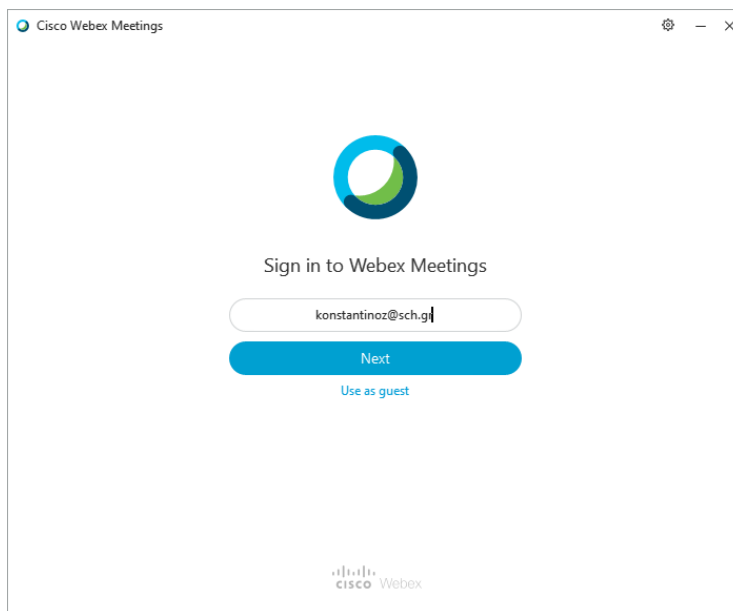 Cisco Webex Meetings
Sign in to Webex Meetings
konstantinoz@sch.gr
Next
Use as guest
CISCO Webex